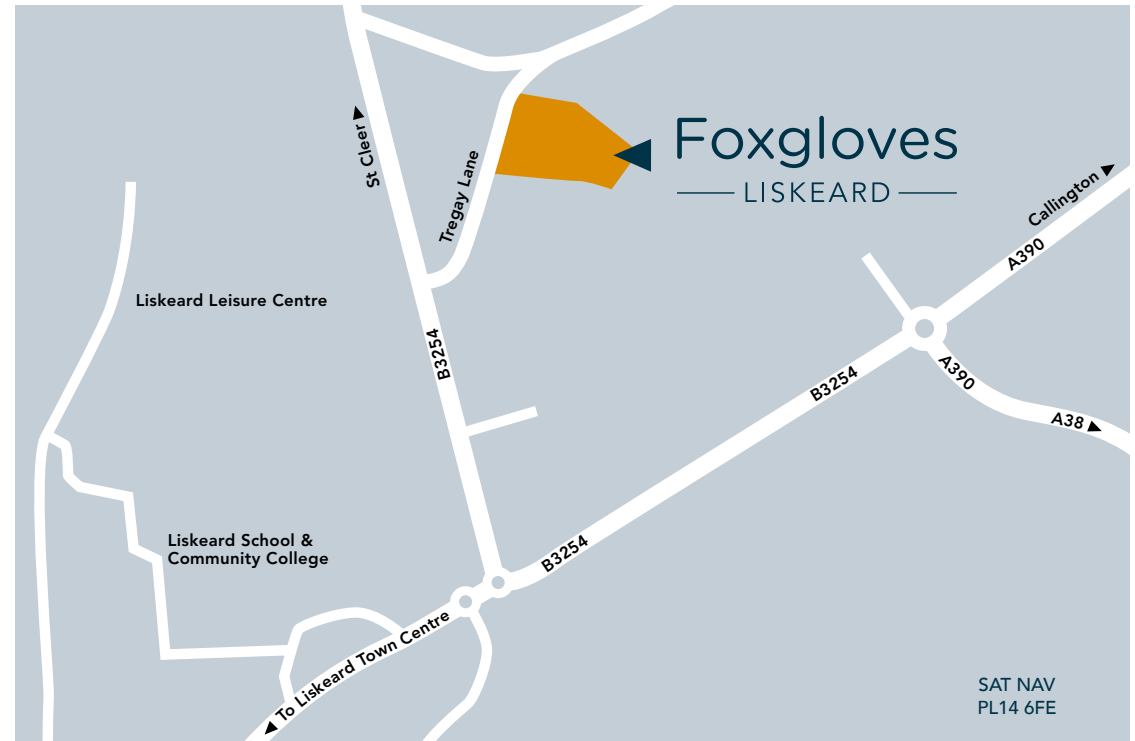 St Cleer
Tregay Lane
Foxgloves
LISKEARD
Callington
A390
Liskeard Leisure Centre
B3254
B3254
A390
A38
Liskeard School &
Community College
B3254
To Liskeard Town Centre
SAT NAV
PL14 6FE